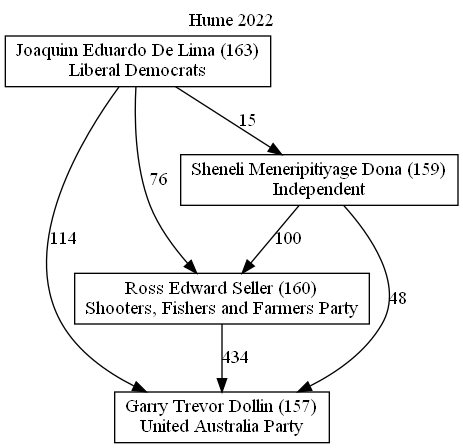 Hume 2022
Joaquim Eduardo De Lima (163)
Liberal Democrats
15
Sheneli Meneripitiyage Dona (159)
Independent
76
114
100
48
Ross Edward Seller (160)
Shooters, Fishers and Farmers Party
434
Garry Trevor Dollin (157)
United Australia Party